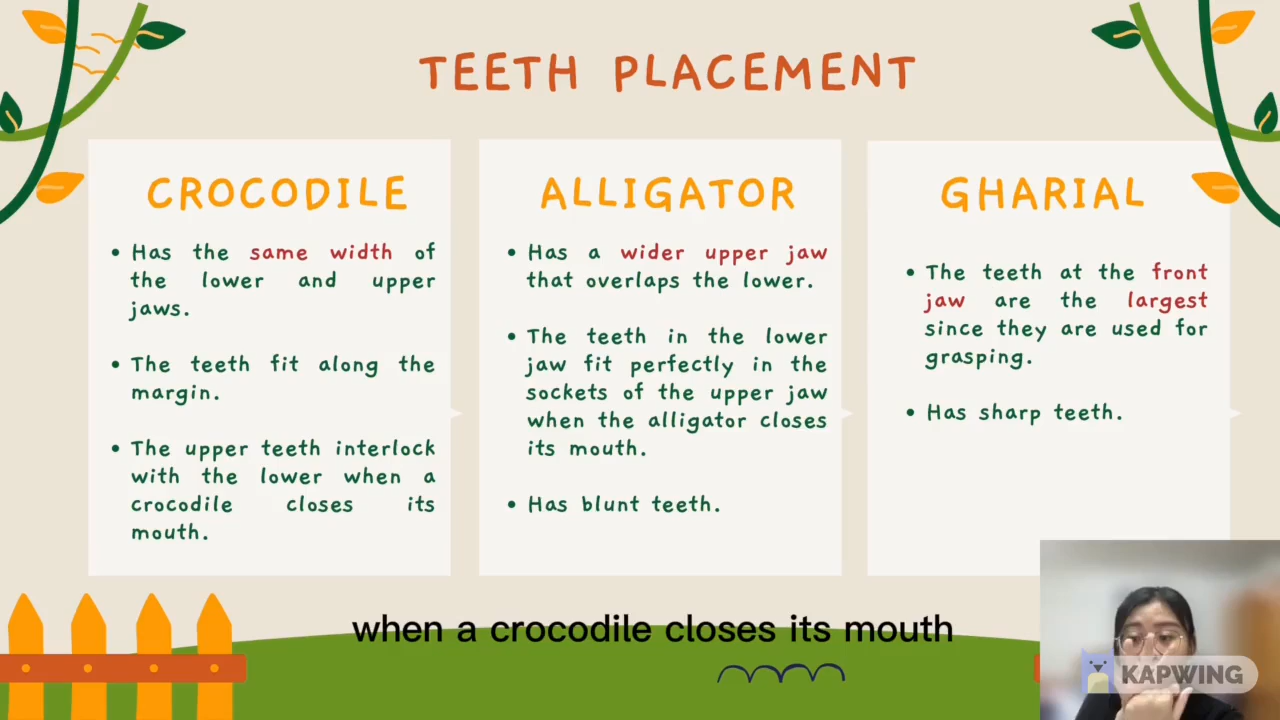 TEETH PLACEMENT
CROCODILE
• Has the same width of
the lower and upper
jaws.
• The teeth fit along the
margin.
• The upper teeth interlock
with the lower when a
crocodile closes its
mouth.
ALLIGATOR
• Has a wider upper jaw
that overlaps the lower.
• The teeth in the lower
jaw fit perfectly in the
sockets of the upper jaw
when the alligator closes
its mouth.
• Has blunt teeth.
GHARIAL
• The teeth at the front
jaw are the largest
since they are used for
grasping.
• Has sharp teeth.
when a crocodile closes its mouth
KAPWING